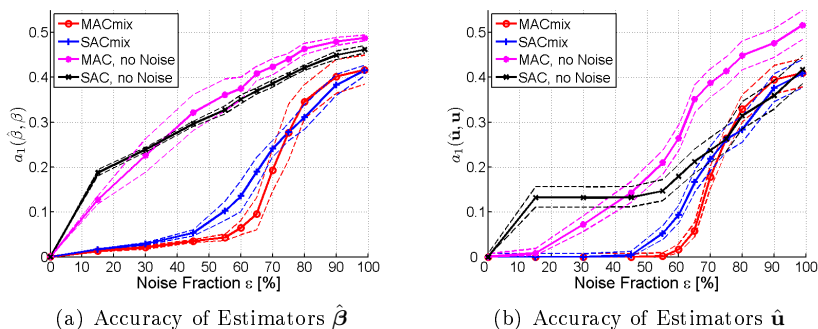 MACmix
SACmix
MAC, no Noise
SAC, no Noise
0.5
0.4
0.3
0.2
0.1
0
a₁(β̂, β)
0 10 20 30 40 50 60 70 80 90 100
Noise Fraction ε [%]
(a) Accuracy of Estimators β̂
MACmix
SACmix
MAC, no Noise
SAC, no Noise
0.5
0.4
0.3
0.2
0.1
0
a₁(û, u)
0 10 20 30 40 50 60 70 80 90 100
Noise Fraction ε [%]
(b) Accuracy of Estimators û